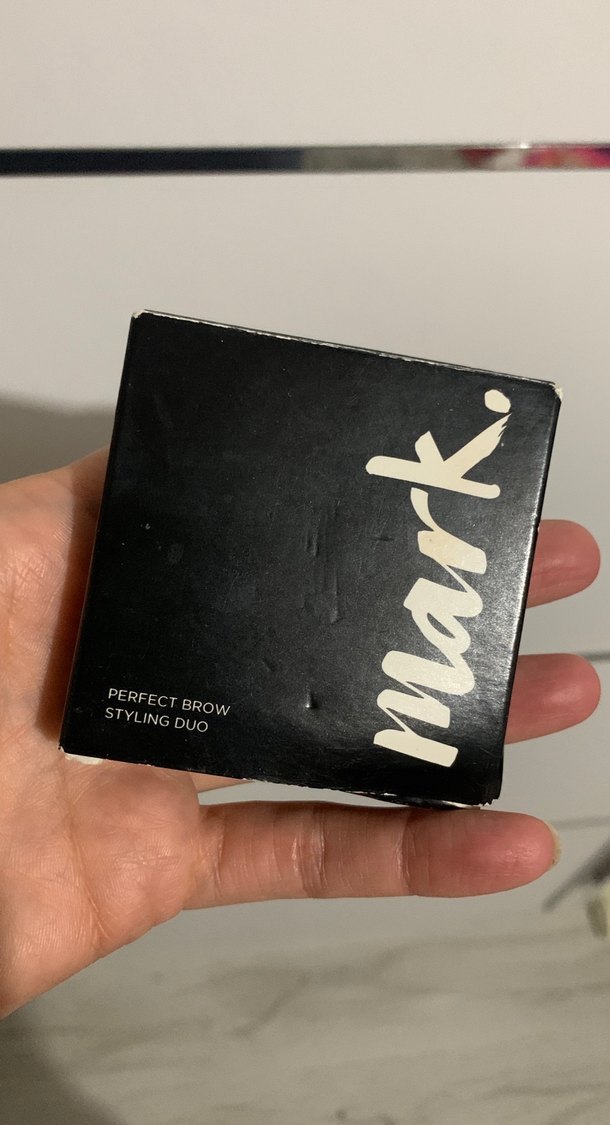 mark.
PERFECT BROW
STYLING DUO